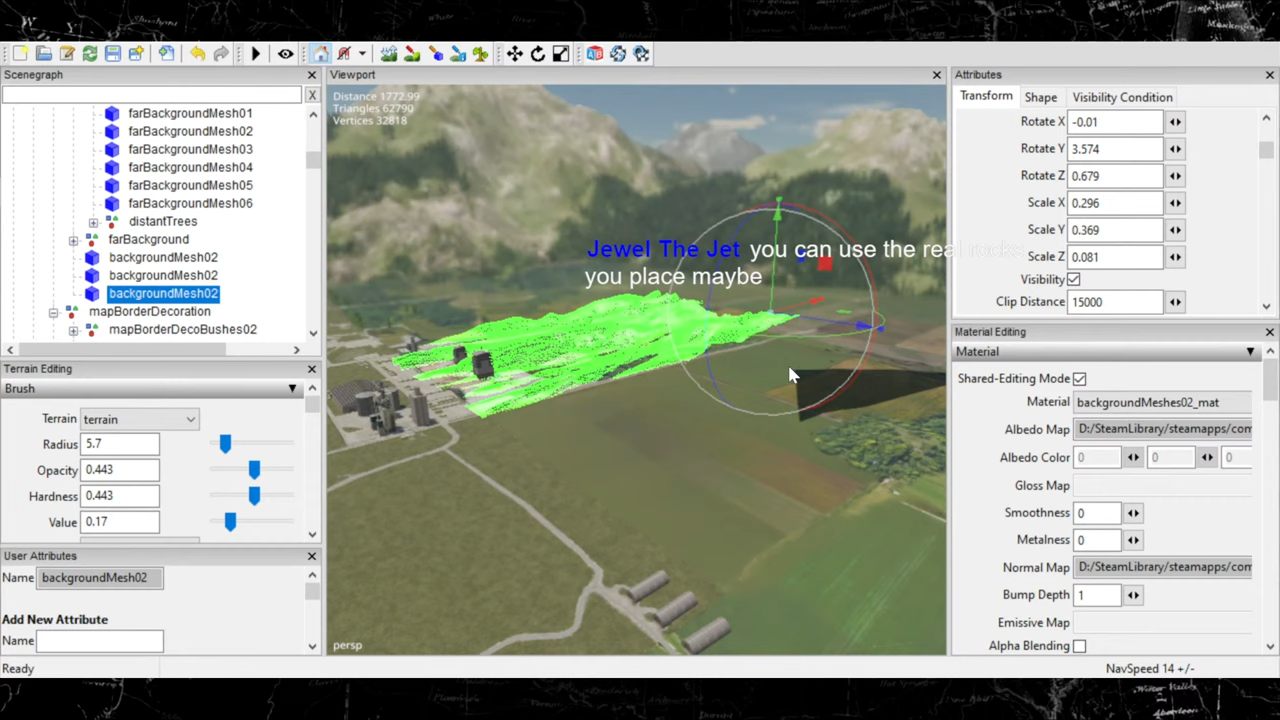 Scenegraph
X
farBackgroundMesh01
farBackgroundMesh02
farBackgroundMesh03
farBackgroundMesh04
farBackgroundMesh05
farBackgroundMesh06
distantTrees
farBackground
backgroundMesh02
backgroundMesh02
backgroundMesh02
mapBorderDecoration
mapBorderDecoBushes02
Terrain Editing
Brush
Terrain terrain
Radius 5.7
Opacity 0.443
Hardness 0.443
Value 0.17
User Attributes
Name backgroundMesh02
Add New Attribute
Name
Ready
Viewport
Distance 1772.99
Triangles 62790
Vertices 32818
Jewel The Jet you can use the real rocks
you place maybe
persp
Attributes
Transform Shape Visibility Condition
Rotate X -0.01
Rotate Y 3.574
Rotate Z 0.679
Scale X 0.296
Scale Y 0.369
Scale Z 0.081
Visibility
Clip Distance 15000
Material Editing
Material
Shared-Editing Mode
Material backgroundMeshes02_mat
Albedo Map D:/SteamLibrary/steamapps/com
Albedo Color 0 0 0
Gloss Map
Smoothness 0
Metalness 0
Normal Map D:/SteamLibrary/steamapps/com
Bump Depth 1
Emissive Map
Alpha Blending
NavSpeed 14 +/-